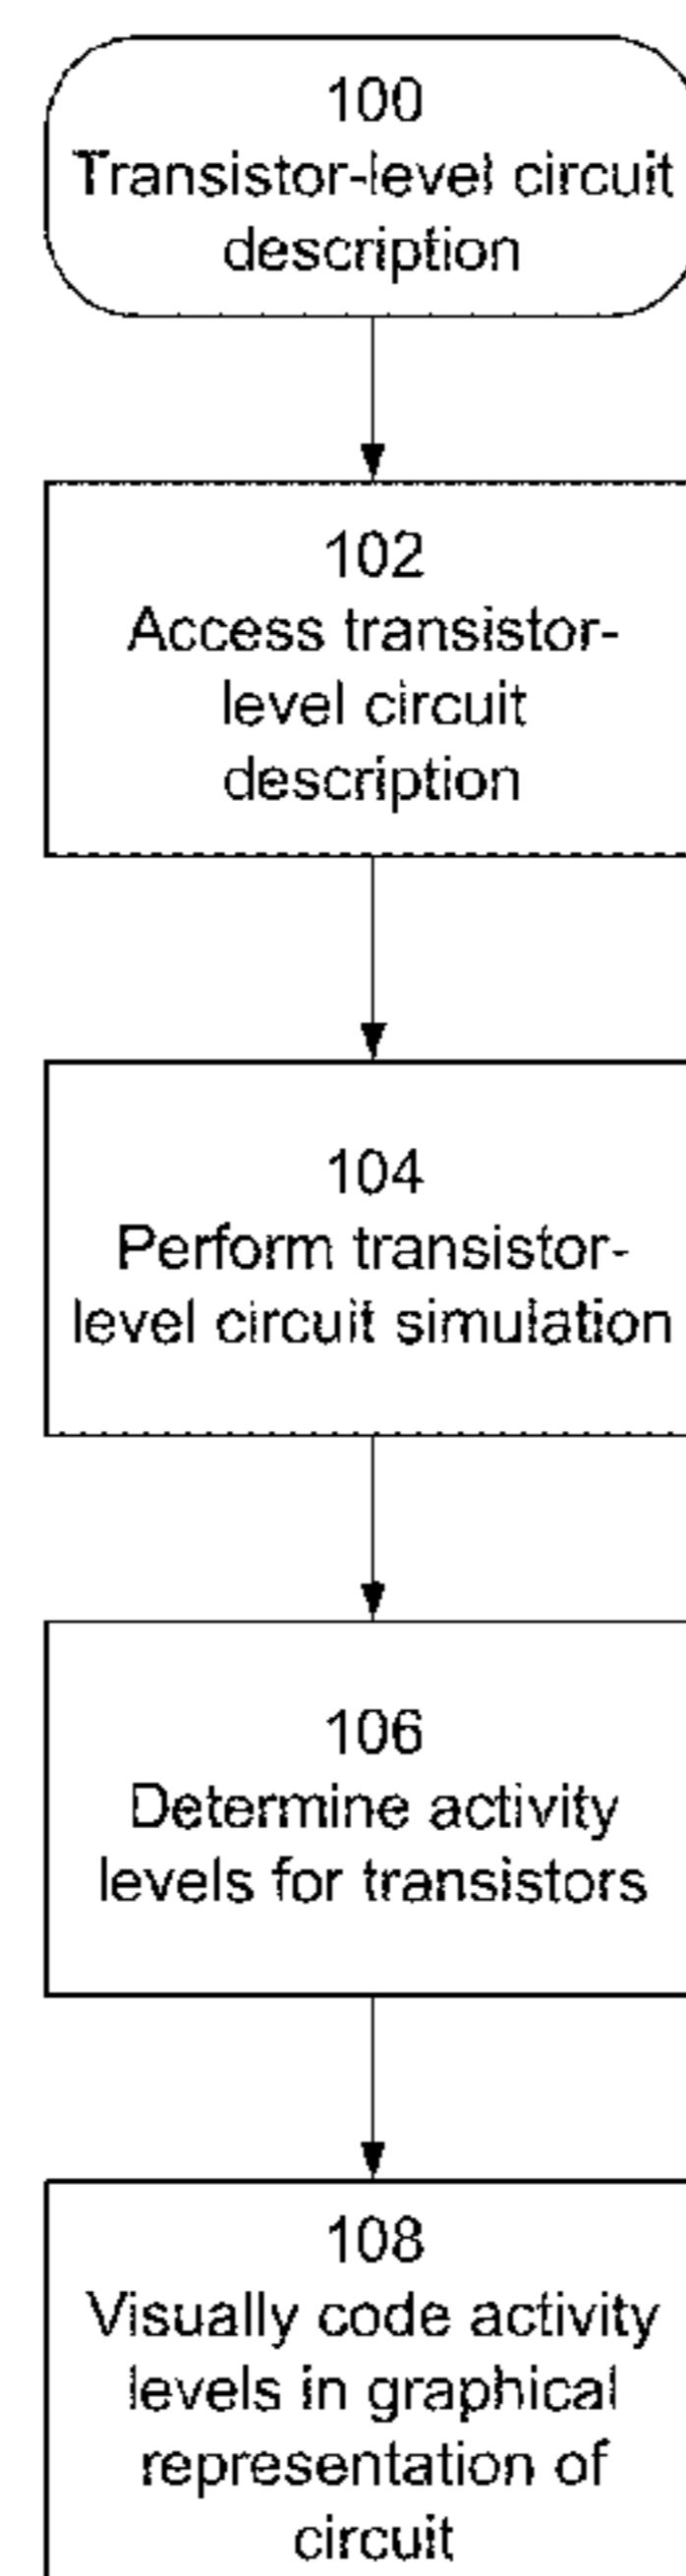 100
Transistor-level circuit
description
102
Access transistor-
level circuit
description
104
Perform transistor-
level circuit simulation
106
Determine activity
levels for transistors
108
Visually code activity
levels in graphical
representation of
circuit